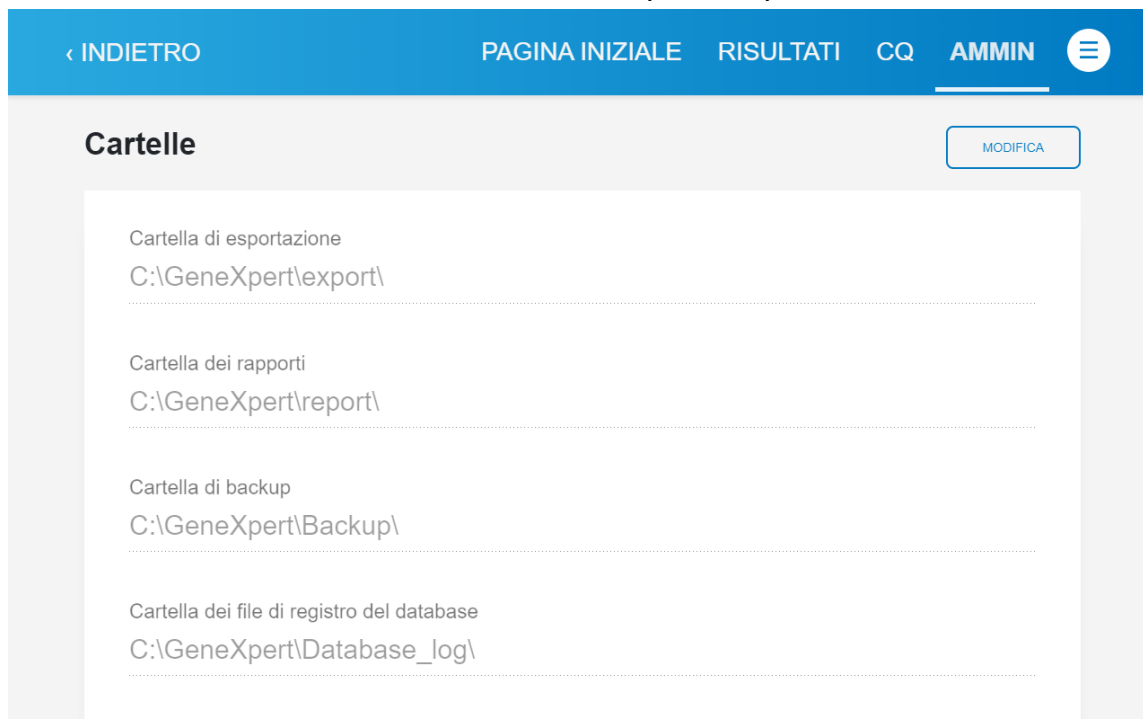 ‹ INDIETRO PAGINA INIZIALE RISULTATI CQ AMMIN
Cartelle
MODIFICA
Cartella di esportazione
C:\GeneXpert\export\
Cartella dei rapporti
C:\GeneXpert\report\
Cartella di backup
C:\GeneXpert\Backup\
Cartella dei file di registro del database
C:\GeneXpert\Database_log\